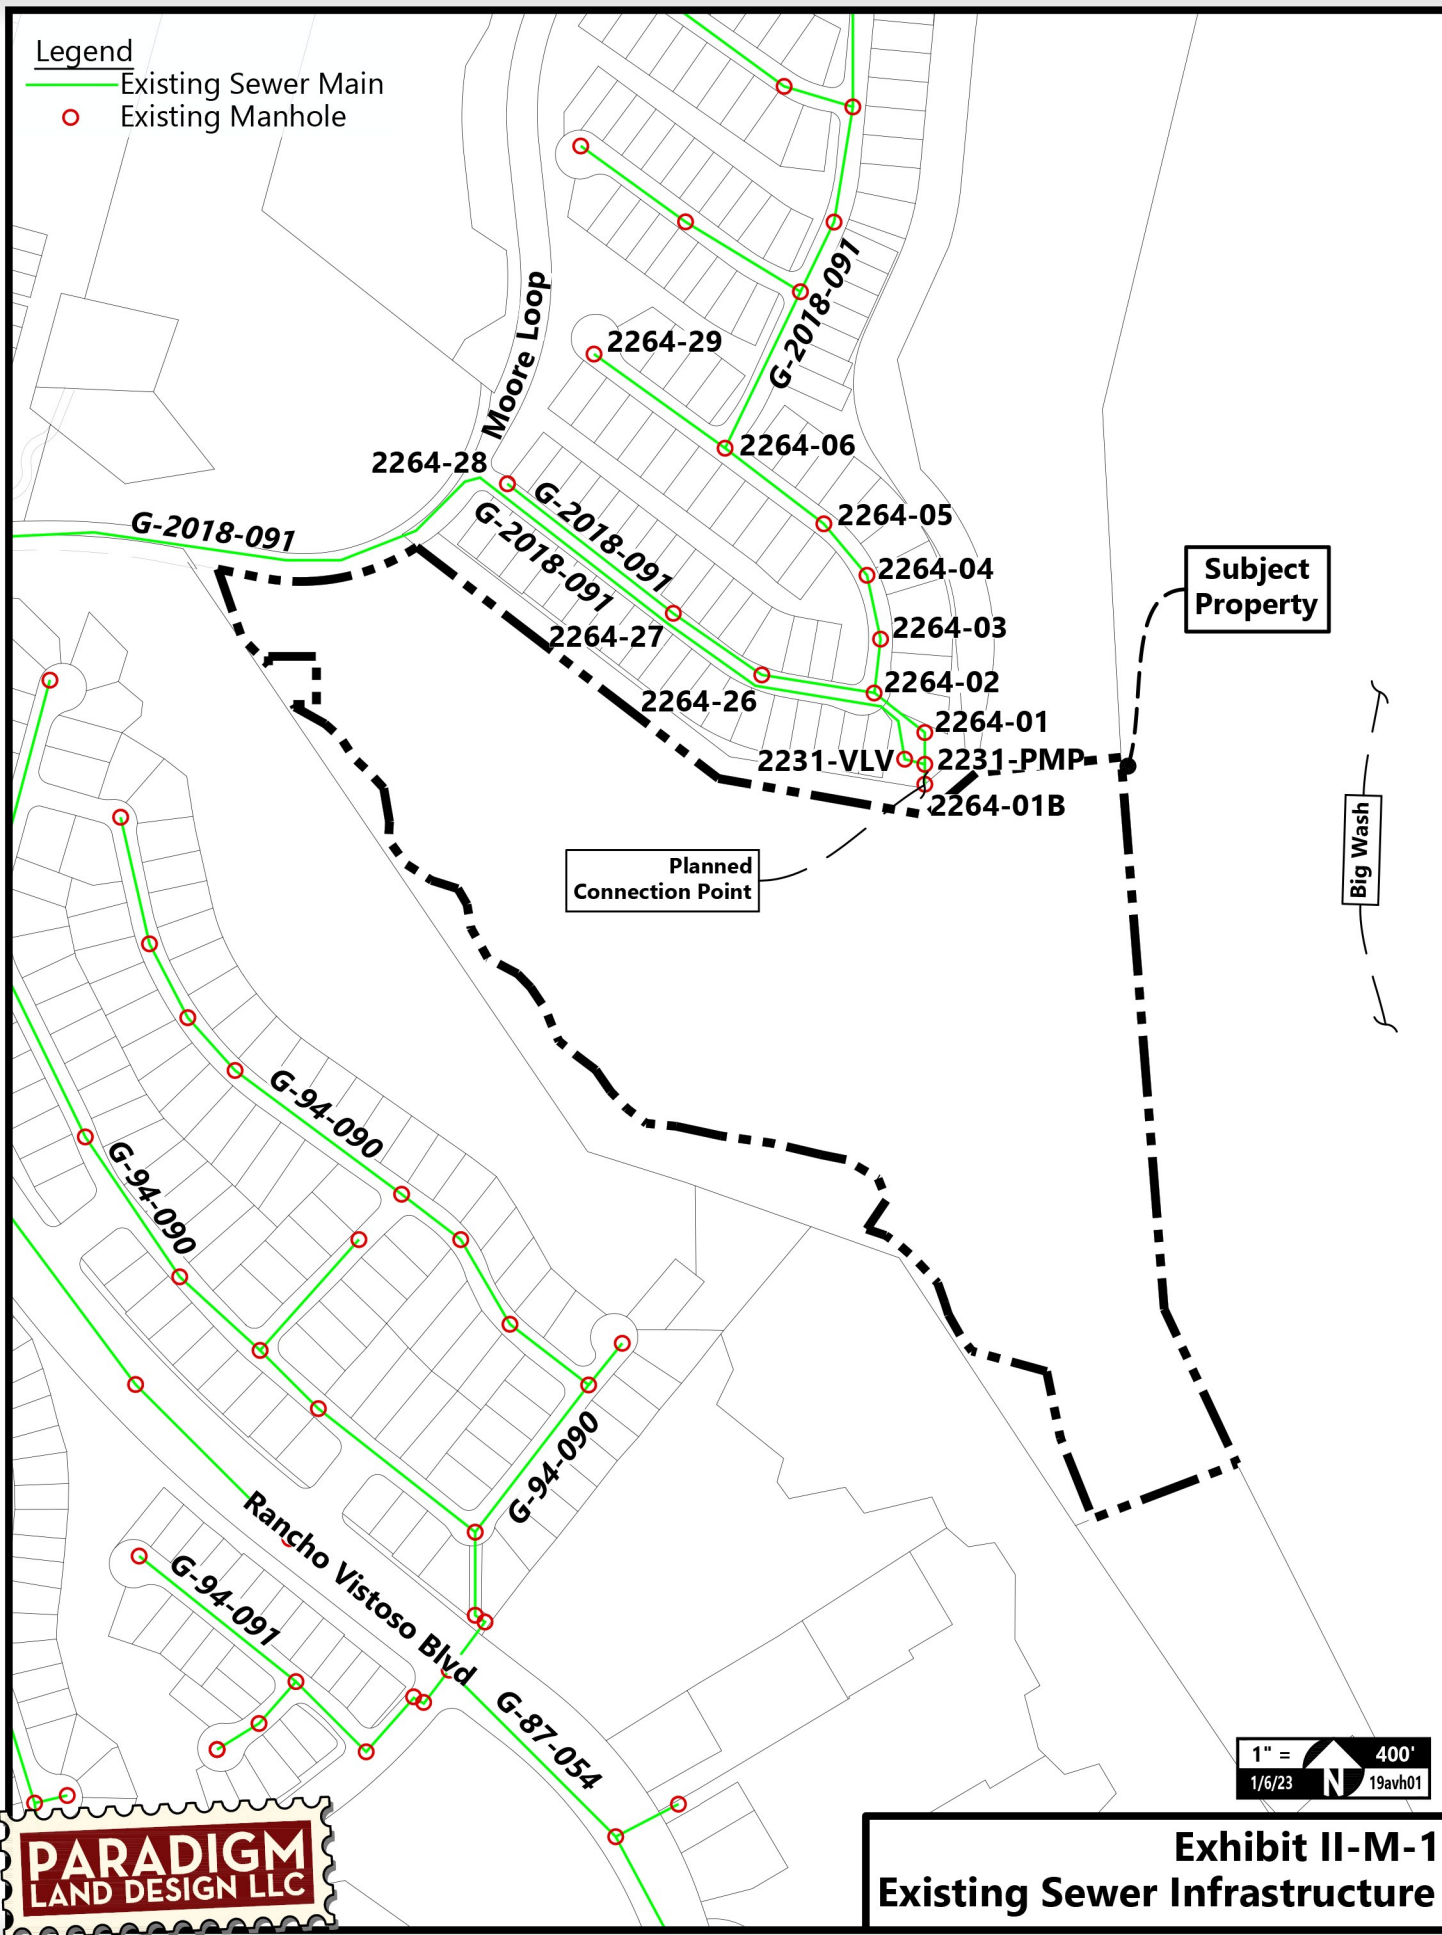 Legend
Existing Sewer Main
Existing Manhole
Moore Loop
G-2018-091
2264-29
2264-06
2264-28
G-2018-091
G-2018-091
G-2018-091
2264-05
2264-04
2264-03
2264-27
2264-02
2264-26
2264-01
2231-VLV
2231-PMP
2264-01B
Subject
Property
Planned
Connection Point
Big Wash
G-94-090
G-94-090
G-94-090
Rancho Vistoso Blvd
G-94-091
G-87-054
1" = 400'
1/6/23 N 19avh01
PARADIGM
LAND DESIGN LLC
Exhibit II-M-1
Existing Sewer Infrastructure